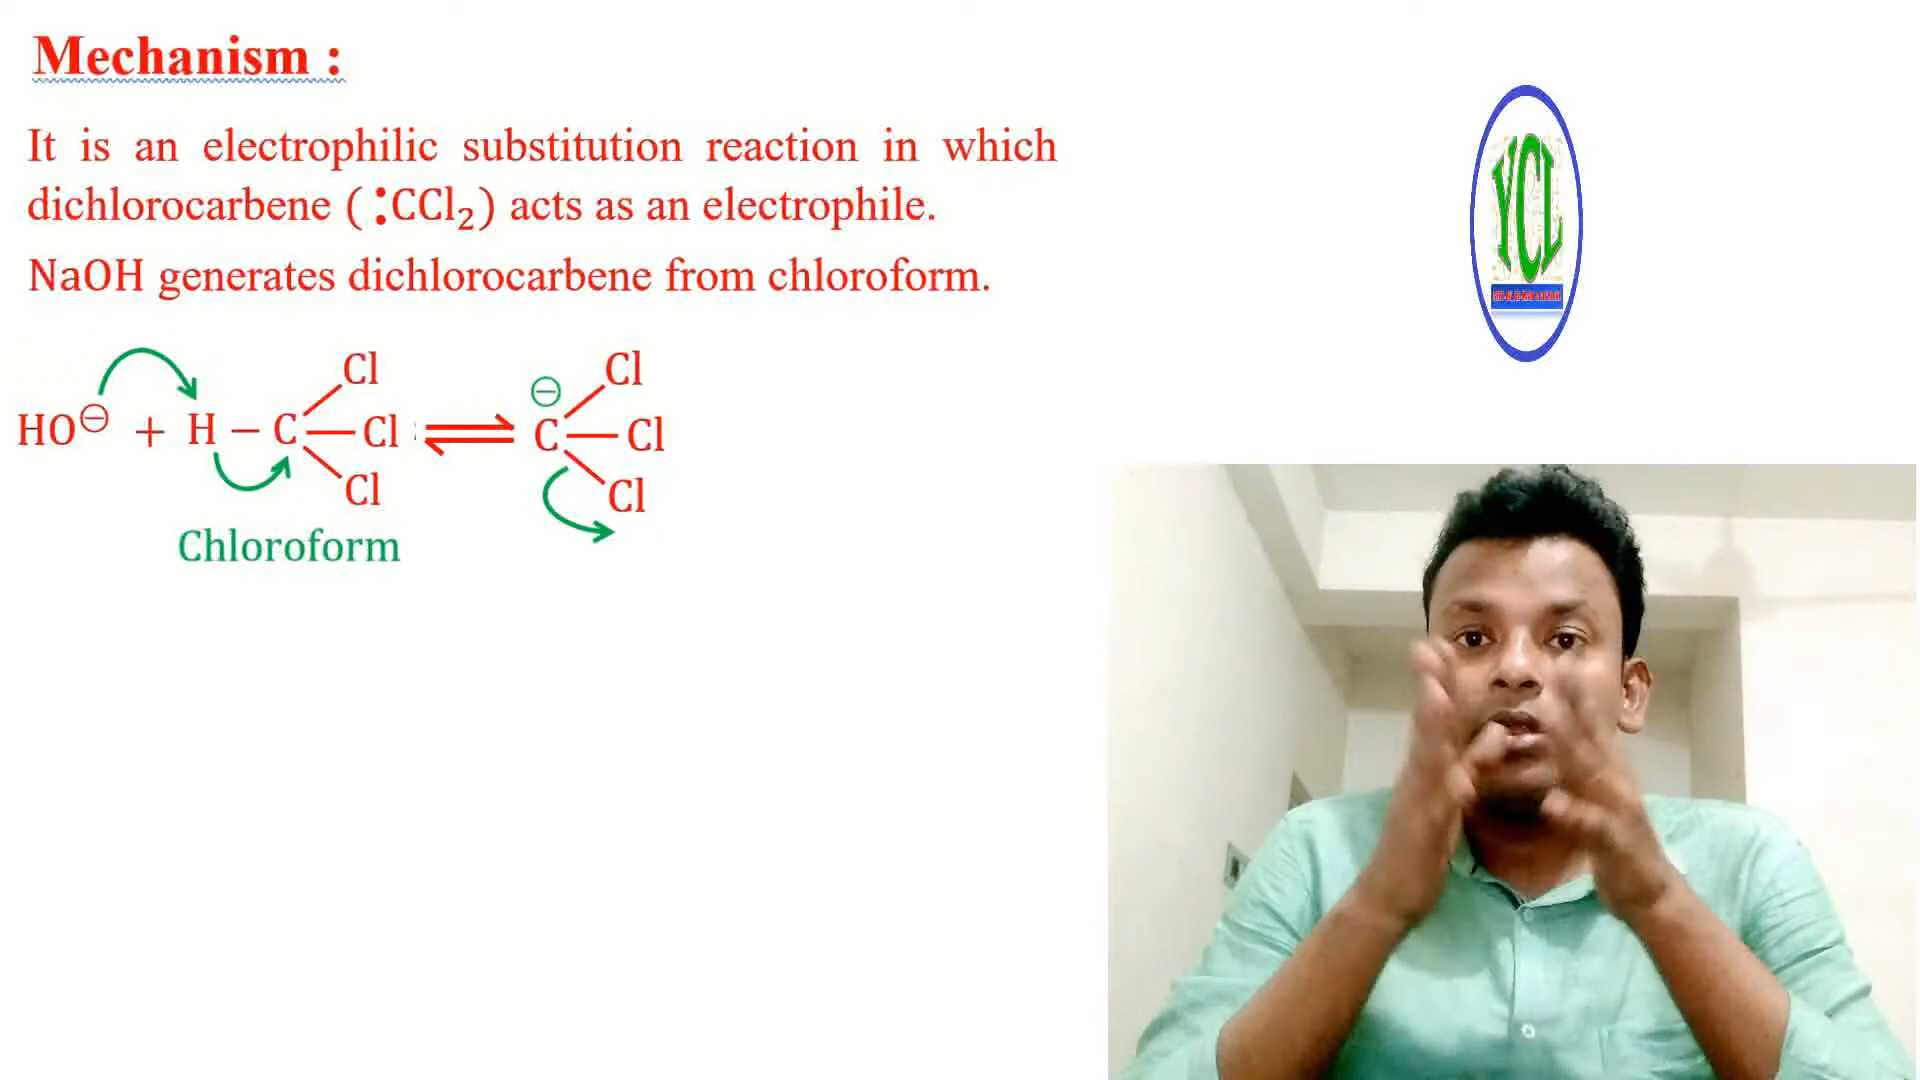 Mechanism :
It is an electrophilic substitution reaction in which
dichlorocarbene ( :CCl₂) acts as an electrophile.
NaOH generates dichlorocarbene from chloroform.
Cl Cl
HO⊖ + H – C – Cl ⇌ ⊖C – Cl
Cl Cl
Chloroform
YCL